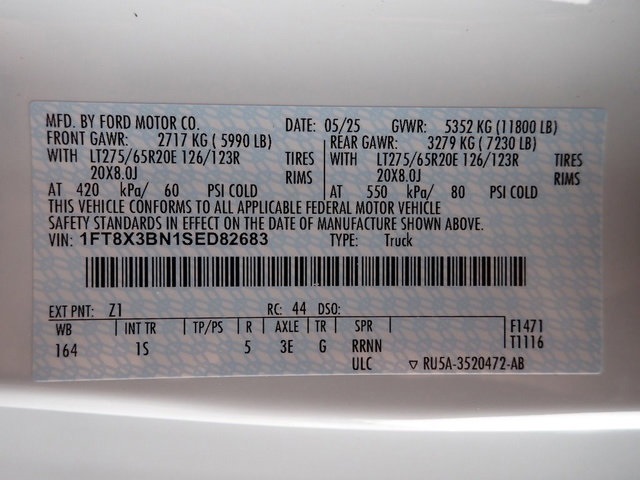 MFD. BY FORD MOTOR CO. DATE: 05/25 GVWR: 5352 KG (11800 LB)
FRONT GAWR: 2717 KG ( 5990 LB) REAR GAWR: 3279 KG ( 7230 LB)
WITH LT275/65R20E 126/123R TIRES WITH LT275/65R20E 126/123R TIRES
20X8.0J RIMS 20X8.0J RIMS
AT 420 kPa/ 60 PSI COLD AT 550 kPa/ 80 PSI COLD
THIS VEHICLE CONFORMS TO ALL APPLICABLE FEDERAL MOTOR VEHICLE
SAFETY STANDARDS IN EFFECT ON THE DATE OF MANUFACTURE SHOWN ABOVE.
VIN: 1FT8X3BN1SED82683 TYPE: Truck
EXT PNT: Z1 RC: 44 DSO:
WB INT TR TP/PS R AXLE TR SPR F1471
164 1S 5 3E G RRNN T1116
ULC ▽ RU5A-3520472-AB